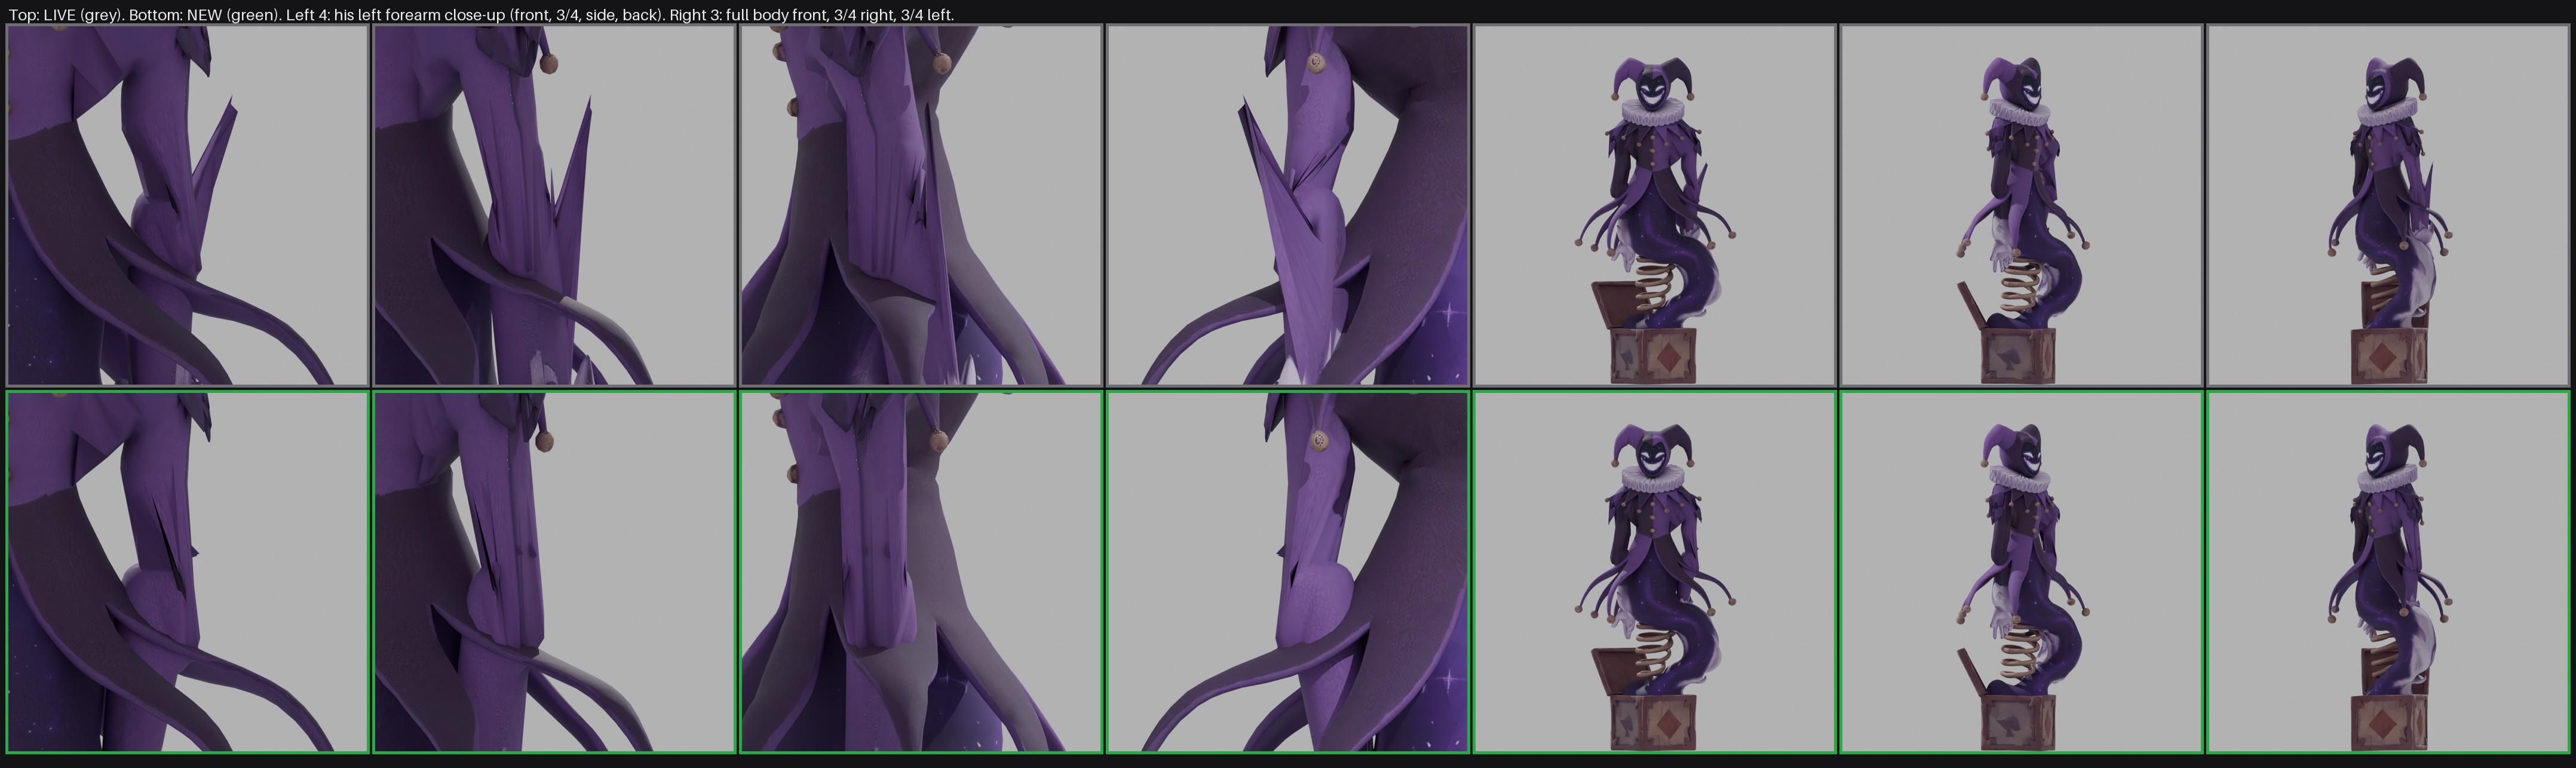 Top: LIVE (grey). Bottom: NEW (green). Left 4: his left forearm close-up (front, 3/4, side, back). Right 3: full body front, 3/4 right, 3/4 left.